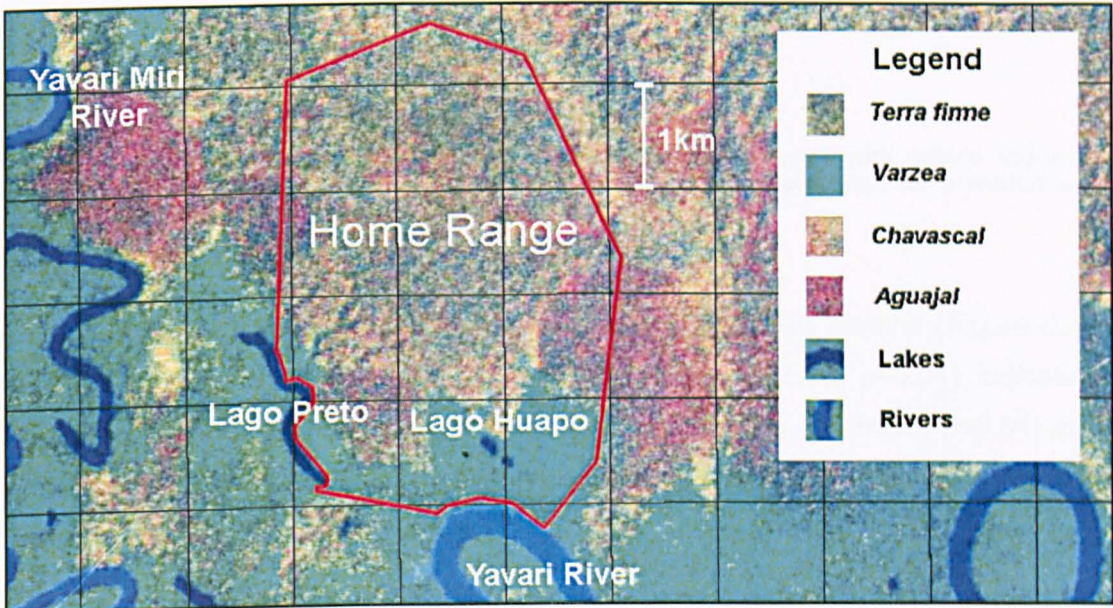 Yavari Miri
River
1km
Home Range
Lago Preto
Lago Huapo
Yavari River
Legend
Terra firme
Varzea
Chavascal
Aguajal
Lakes
Rivers